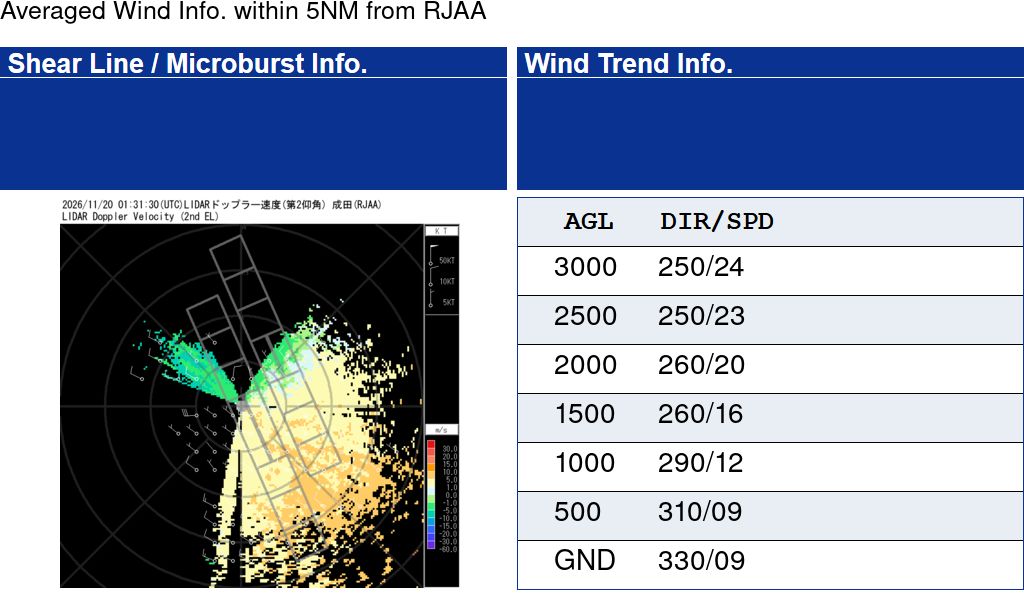 Averaged Wind Info. within 5NM from RJAA
Shear Line / Microburst Info.
Wind Trend Info.
2026/11/20 01:31:30(UTC)LIDARドップラー速度(第2仰角) 成田(RJAA)
LIDAR Doppler Velocity (2nd EL)
KT
50KT
10KT
5KT
m/s
30.0
20.0
15.0
10.0
5.0
1.0
0.0
-1.0
-5.0
-10.0
-15.0
-20.0
-30.0
-60.0
AGL DIR/SPD
3000 250/24
2500 250/23
2000 260/20
1500 260/16
1000 290/12
500 310/09
GND 330/09